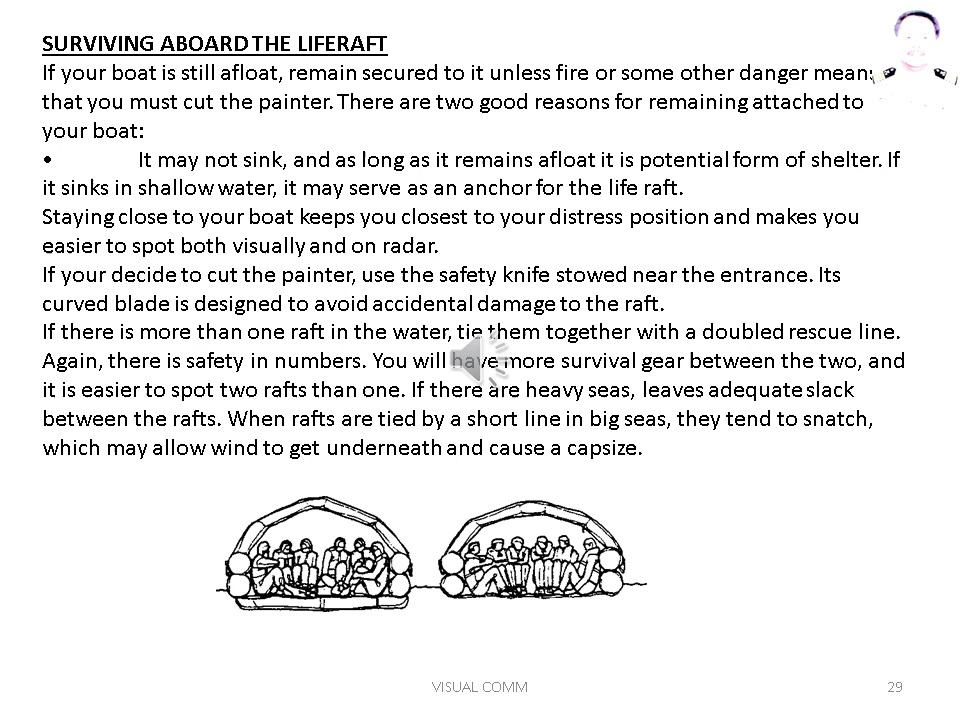 SURVIVING ABOARD THE LIFERAFT
If your boat is still afloat, remain secured to it unless fire or some other danger means
that you must cut the painter. There are two good reasons for remaining attached to
your boat:
• It may not sink, and as long as it remains afloat it is potential form of shelter. If
it sinks in shallow water, it may serve as an anchor for the life raft.
Staying close to your boat keeps you closest to your distress position and makes you
easier to spot both visually and on radar.
If your decide to cut the painter, use the safety knife stowed near the entrance. Its
curved blade is designed to avoid accidental damage to the raft.
If there is more than one raft in the water, tie them together with a doubled rescue line.
Again, there is safety in numbers. You will have more survival gear between the two, and
it is easier to spot two rafts than one. If there are heavy seas, leaves adequate slack
between the rafts. When rafts are tied by a short line in big seas, they tend to snatch,
which may allow wind to get underneath and cause a capsize.
VISUAL COMM
29